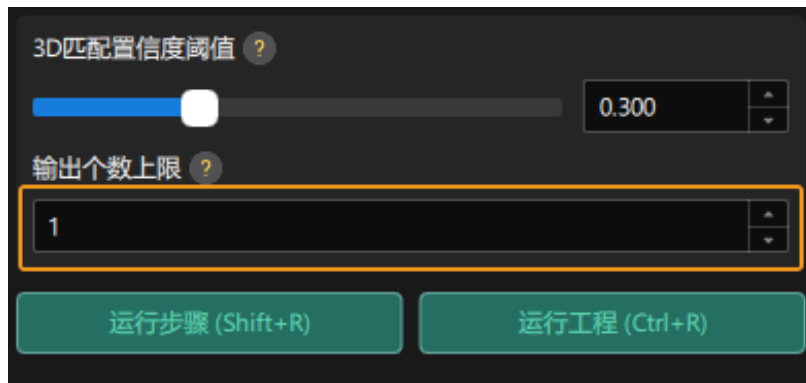 3D匹配置信度阈值 ?
0.300
输出个数上限 ?
1
运行步骤 (Shift+R)
运行工程 (Ctrl+R)